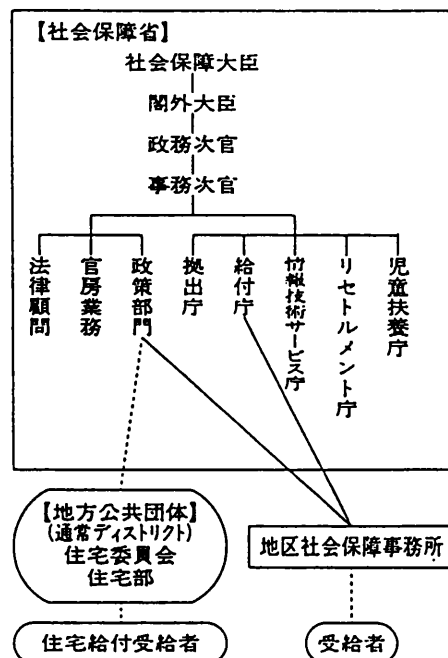 【社会保障省】
社会保障大臣
閣外大臣
政務次官
事務次官
法律顧問
官房業務
政策部門
拠出庁
給付庁
情報技術サービス庁
リセトルメント庁
児童扶養庁
【地方公共団体】
(通常ディストリクト)
住宅委員会
住宅部
地区社会保障事務所
住宅給付受給者
受給者